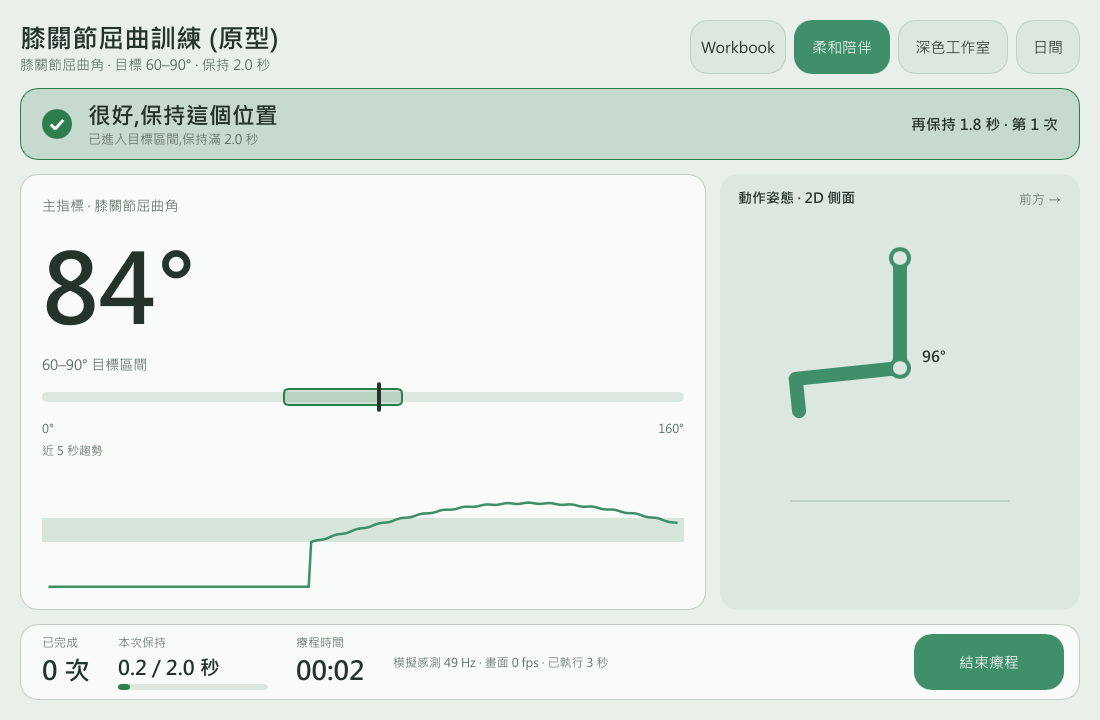 膝關節屈曲訓練 (原型)
膝關節屈曲角 · 目標 60–90° · 保持 2.0 秒
Workbook
柔和陪伴
深色工作室
日間
很好,保持這個位置
已進入目標區間,保持滿 2.0 秒
再保持 1.8 秒 · 第 1 次
主指標 · 膝關節屈曲角
84°
60–90° 目標區間
0°
160°
近 5 秒趨勢
動作姿態 · 2D 側面
前方 →
96°
已完成
0 次
本次保持
0.2 / 2.0 秒
療程時間
00:02
模擬感測 49 Hz · 畫面 0 fps · 已執行 3 秒
結束療程